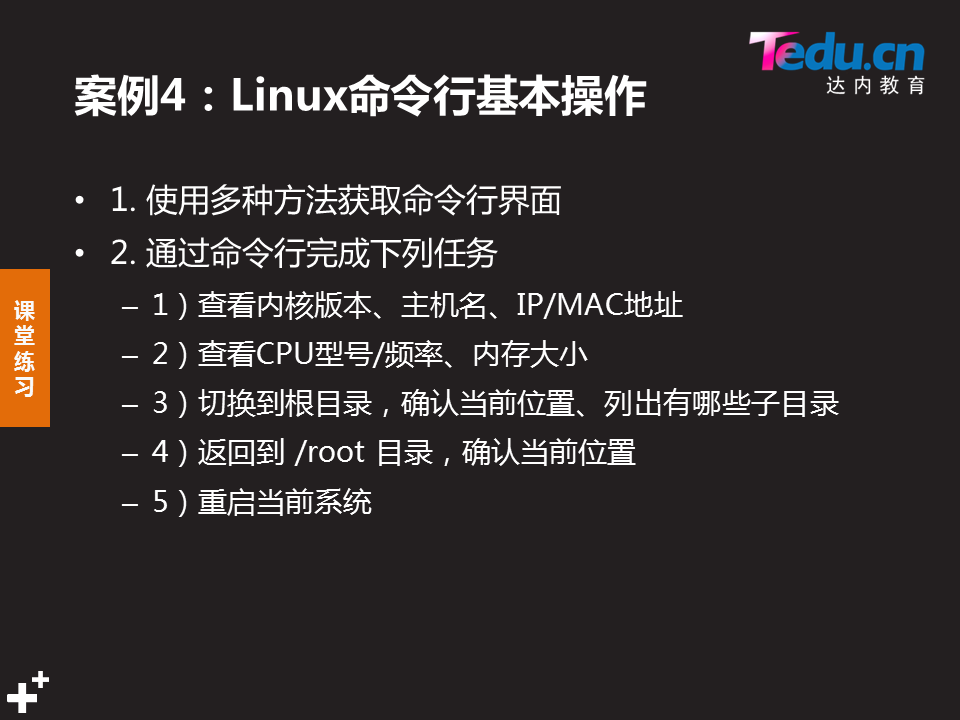 Tedu.cn
达内教育
案例4：Linux命令行基本操作
• 1. 使用多种方法获取命令行界面
• 2. 通过命令行完成下列任务
– 1）查看内核版本、主机名、IP/MAC地址
– 2）查看CPU型号/频率、内存大小
– 3）切换到根目录，确认当前位置、列出有哪些子目录
– 4）返回到 /root 目录，确认当前位置
– 5）重启当前系统
课
堂
练
习